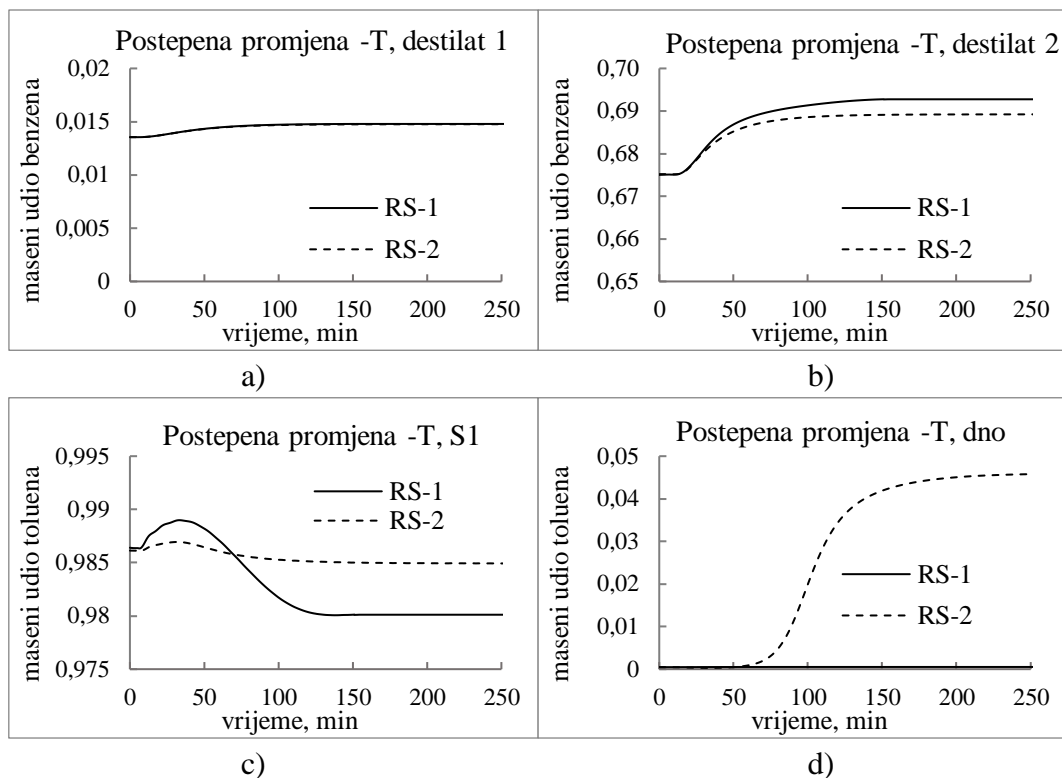 Postepena promjena -T, destilat 1
maseni udio benzena
0,02
0,015
0,01
0,005
0
RS-1
RS-2
0 50 100 150 200 250
vrijeme, min
a)
Postepena promjena -T, destilat 2
maseni udio benzena
0,70
0,69
0,68
0,67
0,66
0,65
RS-1
RS-2
0 50 100 150 200 250
vrijeme, min
b)
Postepena promjena -T, S1
maseni udio toluena
0,995
0,99
0,985
0,98
0,975
RS-1
RS-2
0 50 100 150 200 250
vrijeme, min
c)
Postepena promjena -T, dno
maseni udio toluena
0,05
0,04
0,03
0,02
0,01
0
RS-1
RS-2
0 50 100 150 200 250
vrijeme, min
d)